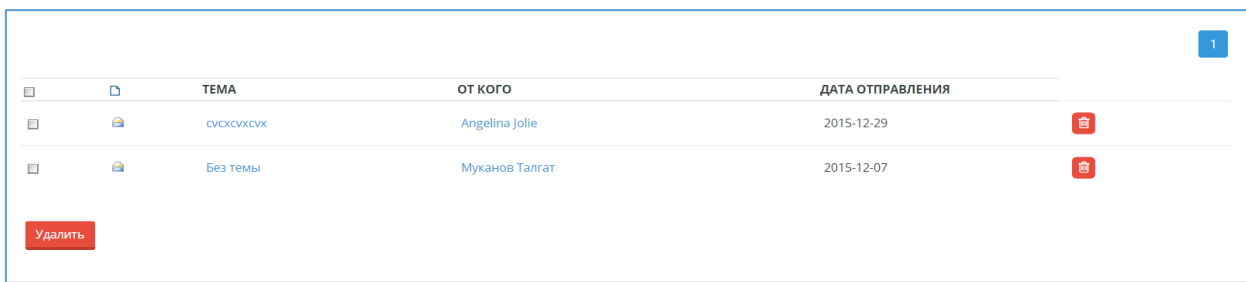 1
ТЕМА ОТ КОГО ДАТА ОТПРАВЛЕНИЯ
cvcxcvxcvx Angelina Jolie 2015-12-29
Без темы Муканов Талгат 2015-12-07
Удалить